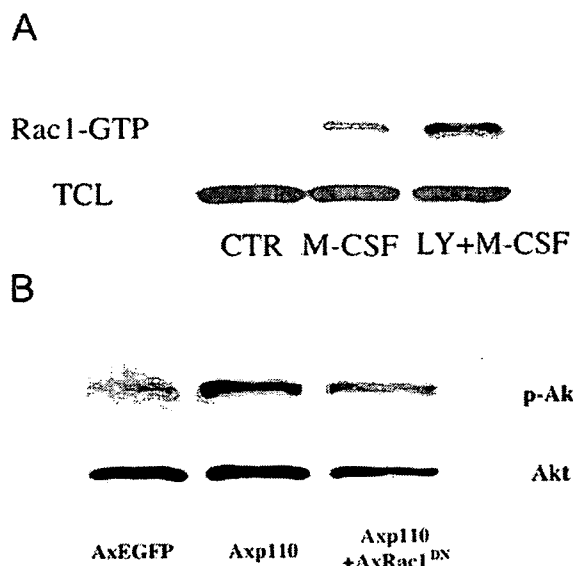 A
Rac1-GTP
TCL
CTR M-CSF LY+M-CSF
B
p-Ak
Akt
AxEGFP Axp110 Axp110
+AxRac1DN